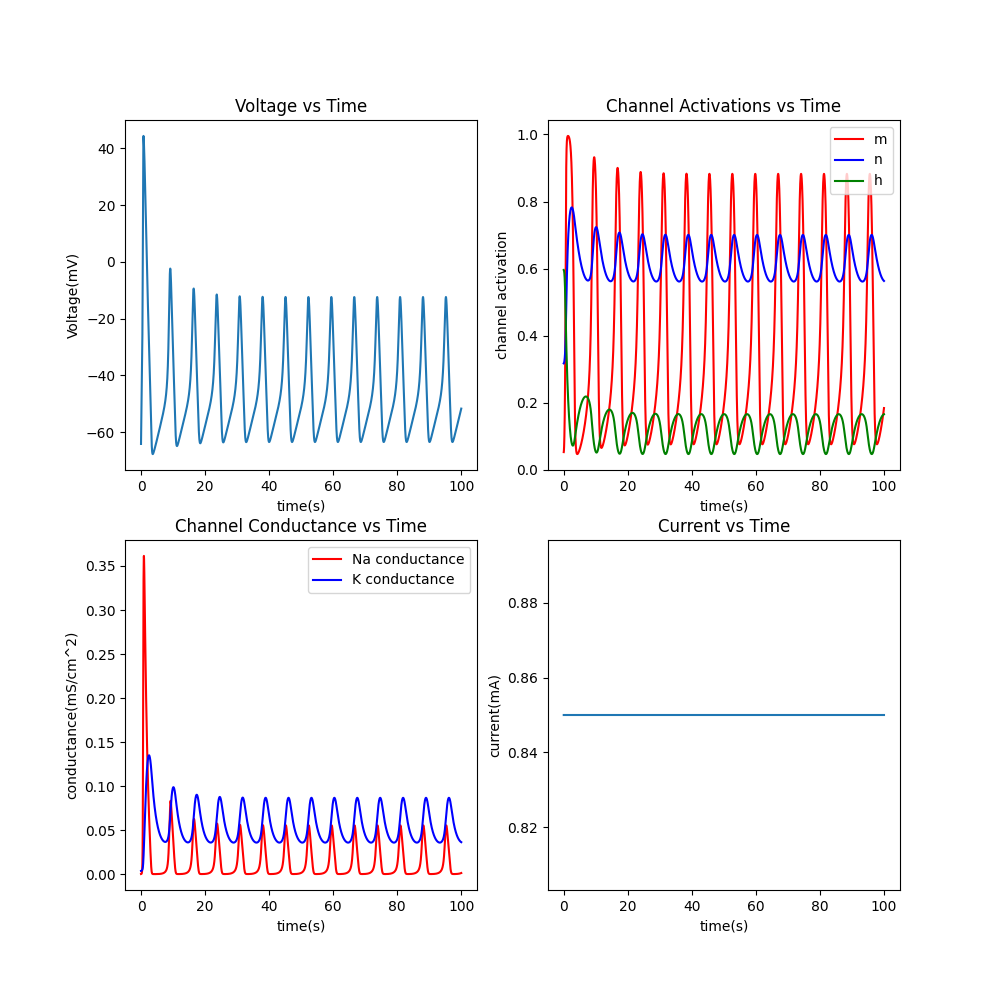 Voltage vs Time
Voltage(mV)
40
20
0
−20
−40
−60
0 20 40 60 80 100
time(s)
Channel Activations vs Time
channel activation
1.0
0.8
0.6
0.4
0.2
0.0
m
n
h
0 20 40 60 80 100
time(s)
Channel Conductance vs Time
conductance(mS/cm^2)
0.35
0.30
0.25
0.20
0.15
0.10
0.05
0.00
Na conductance
K conductance
0 20 40 60 80 100
time(s)
Current vs Time
current(mA)
0.88
0.86
0.84
0.82
0 20 40 60 80 100
time(s)